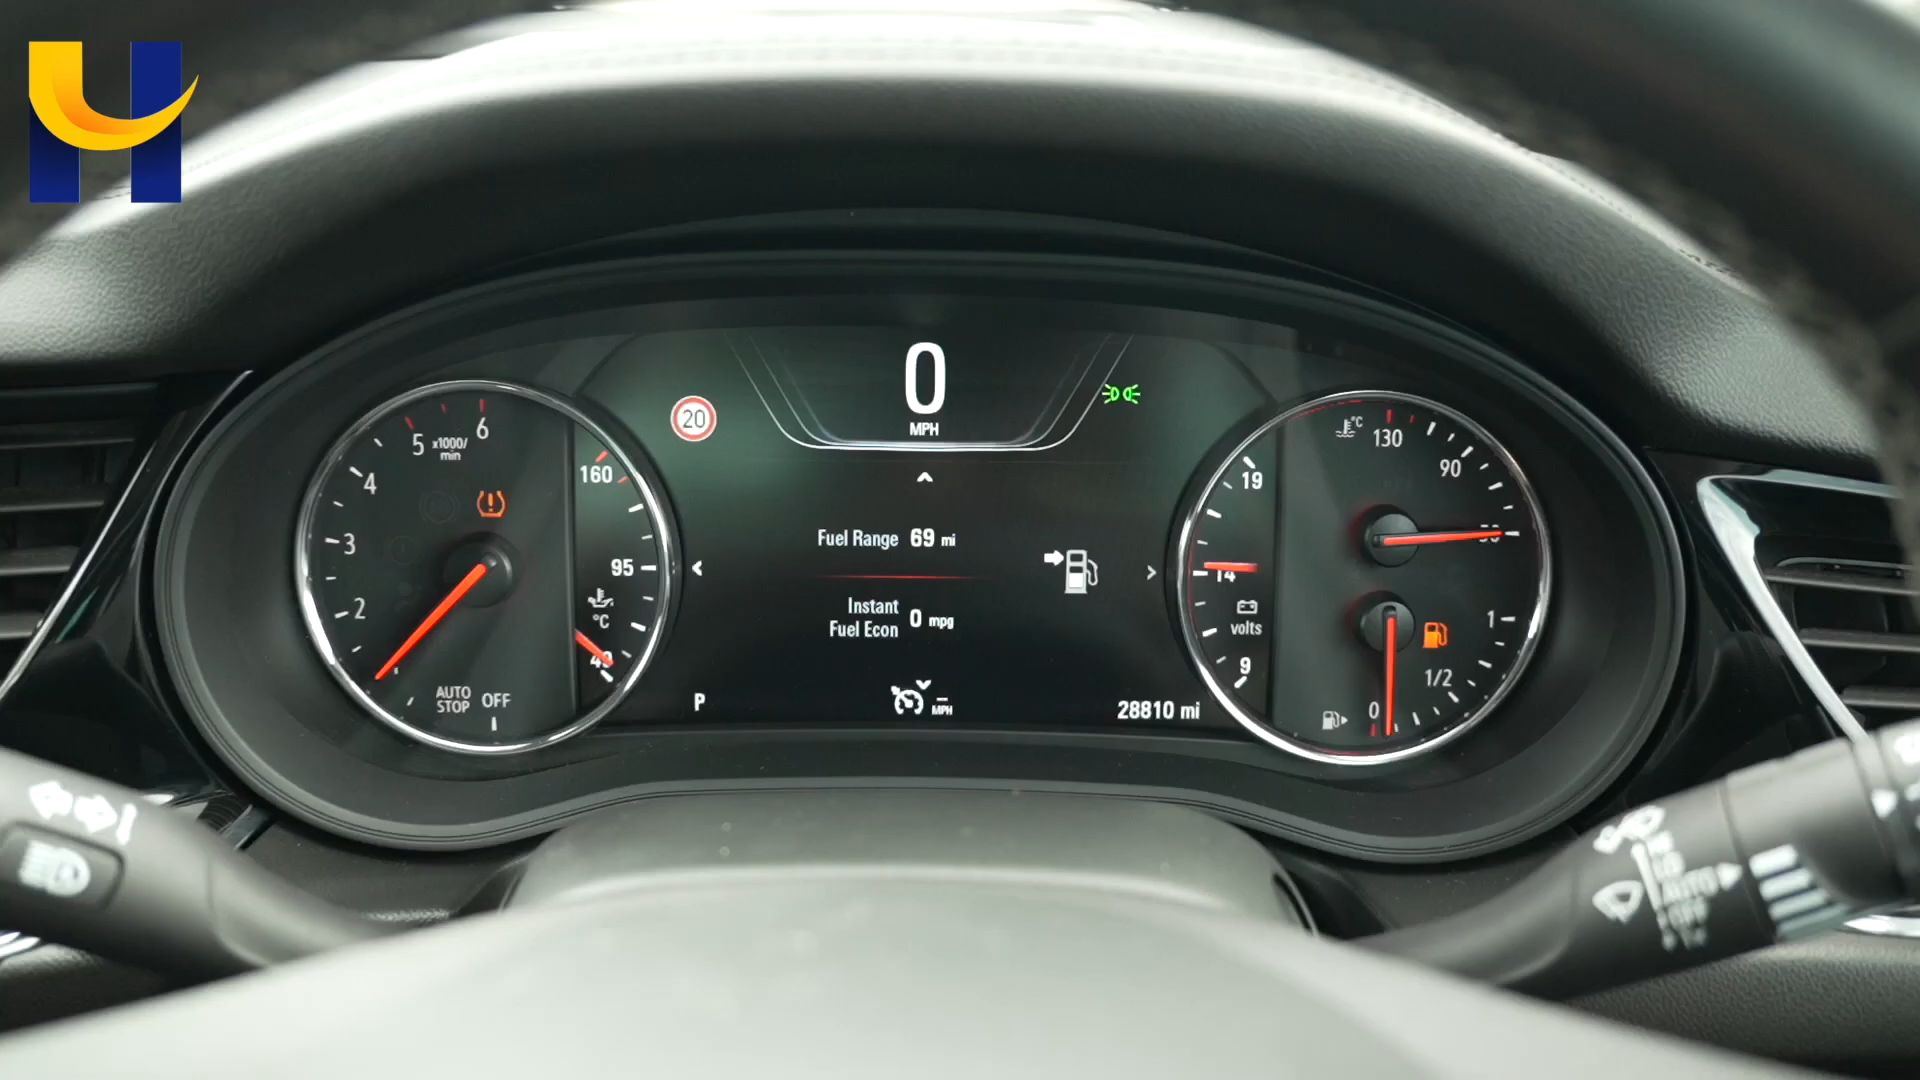 0
MPH
20
6
5 x1000/
min
4
3
2
AUTO
STOP
OFF
160
95
°C
40
Fuel Range 69 mi
Instant
Fuel Econ 0 mpg
P
MPH
28810 mi
19
14
volts
9
°C
130
90
1
1/2
0